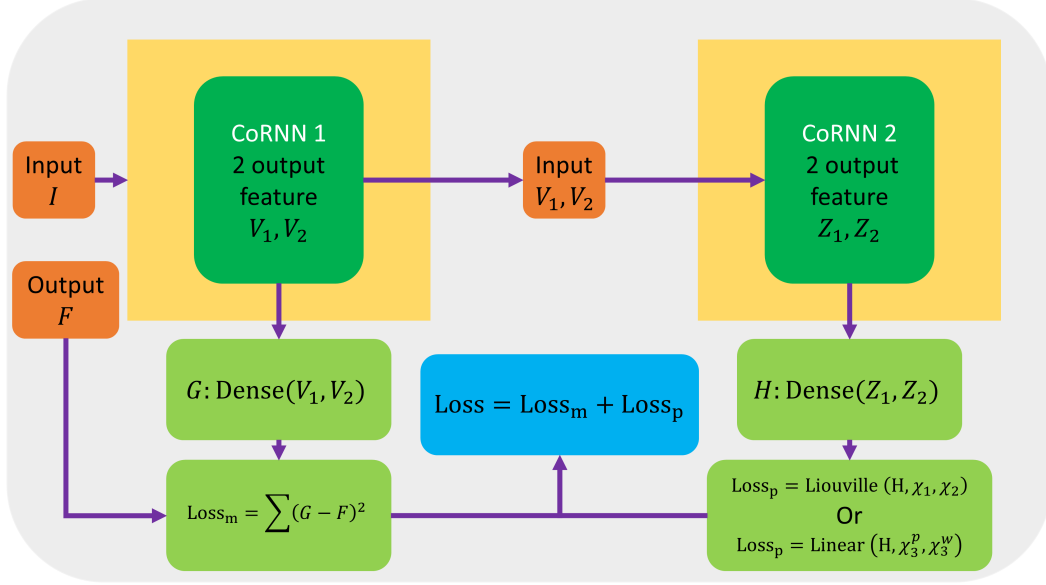 Input
I
CoRNN 1
2 output
feature
V₁, V₂
Input
V₁, V₂
CoRNN 2
2 output
feature
Z₁, Z₂
Output
F
G: Dense(V₁, V₂)
Loss = Lossₘ + Lossₚ
H: Dense(Z₁, Z₂)
Lossₘ = ∑(G − F)²
Lossₚ = Liouville (H, χ₁, χ₂)
Or
Lossₚ = Linear (H, χ₃ᵖ, χ₃ʷ)